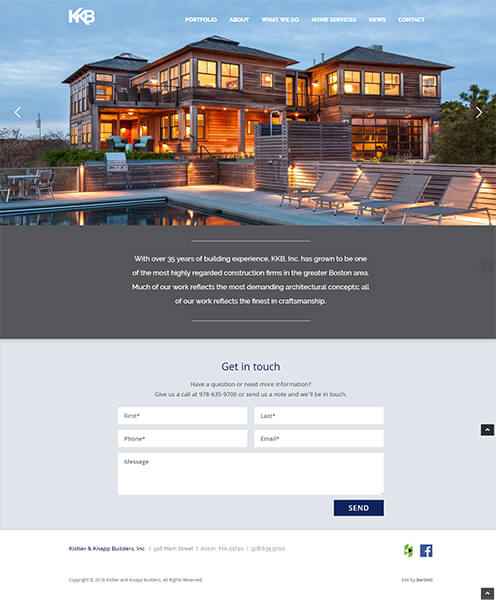 KKB
PORTFOLIO ABOUT WHAT WE DO HOME SERVICES NEWS CONTACT
With over 35 years of building experience, KKB, Inc. has grown to be one
of the most highly regarded construction firms in the greater Boston area.
Much of our work reflects the most demanding architectural concepts; all
of our work reflects the finest in craftsmanship.
Get in touch
Have a question or need more information?
Give us a call at 978-635-9700 or send us a note and we'll be in touch.
First* Last*
Phone* Email*
Message
SEND
Kistler & Knapp Builders, Inc. | 916 Main Street | Acton, MA 01720 | 978.635.9700
Copyright © 2016 Kistler and Knapp Builders, All Rights Reserved.
Site by Bartlett